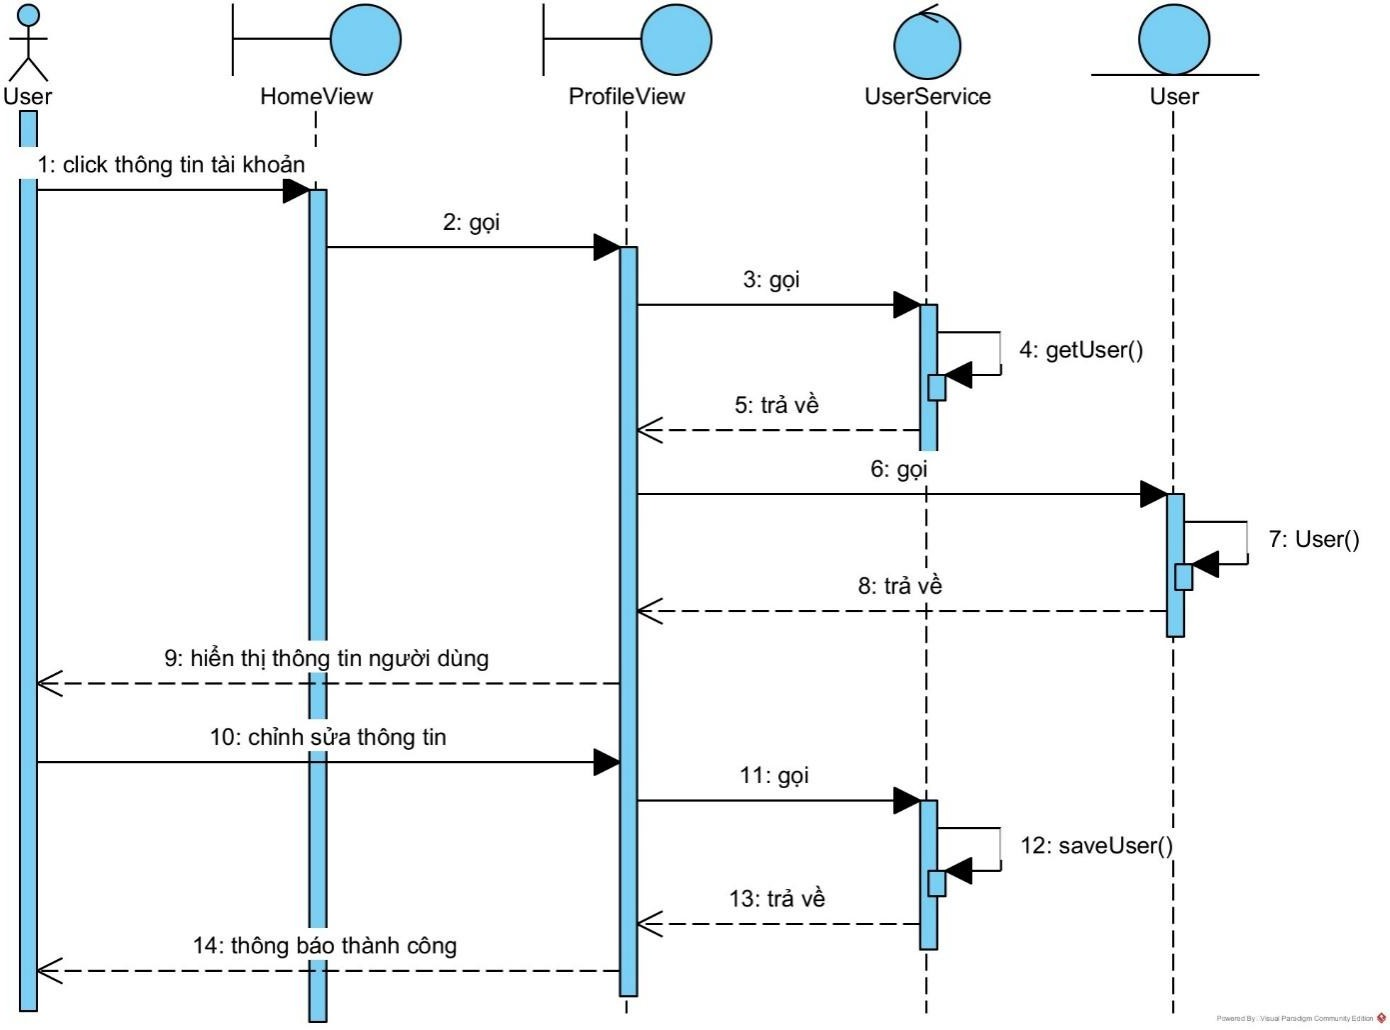 User
HomeView
ProfileView
UserService
User
1: click thông tin tài khoản
2: gọi
3: gọi
4: getUser()
5: trả về
6: gọi
7: User()
8: trả về
9: hiển thị thông tin người dùng
10: chỉnh sửa thông tin
11: gọi
12: saveUser()
13: trả về
14: thông báo thành công
Powered By : Visual Paradigm Community Edition